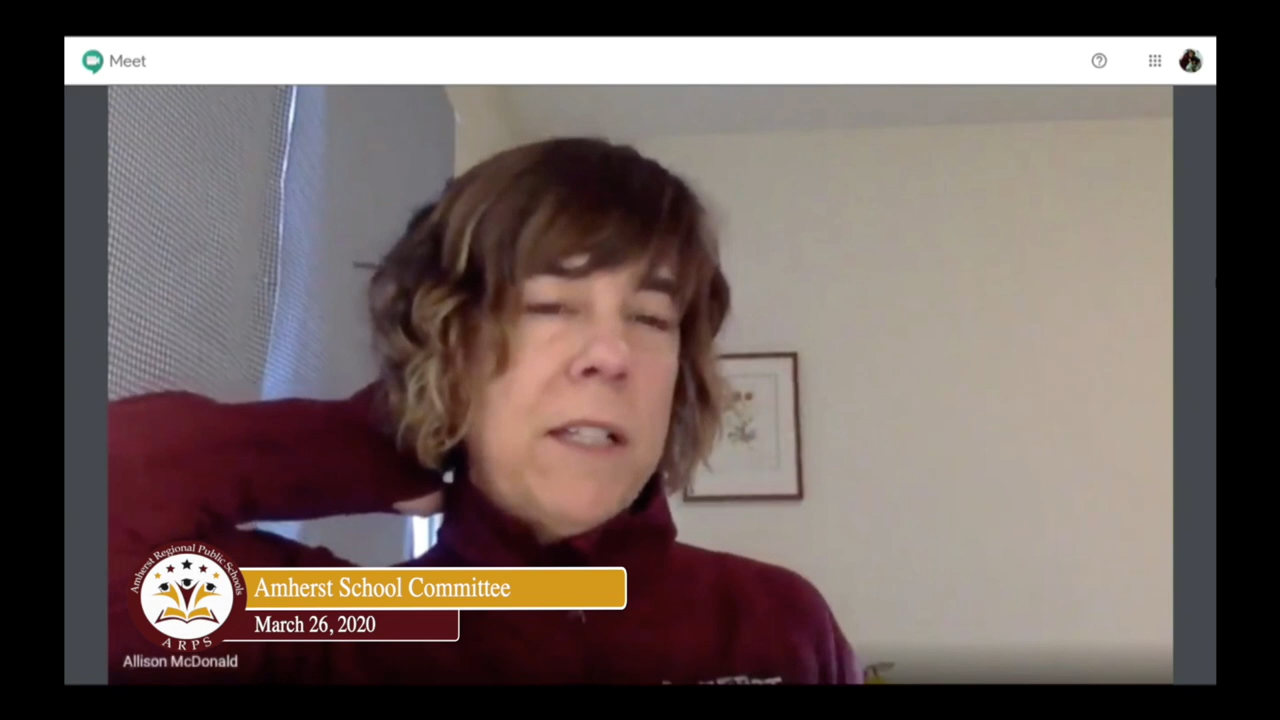 Meet
Amherst Regional Public Schools
Amherst School Committee
March 26, 2020
ARPS
Allison McDonald